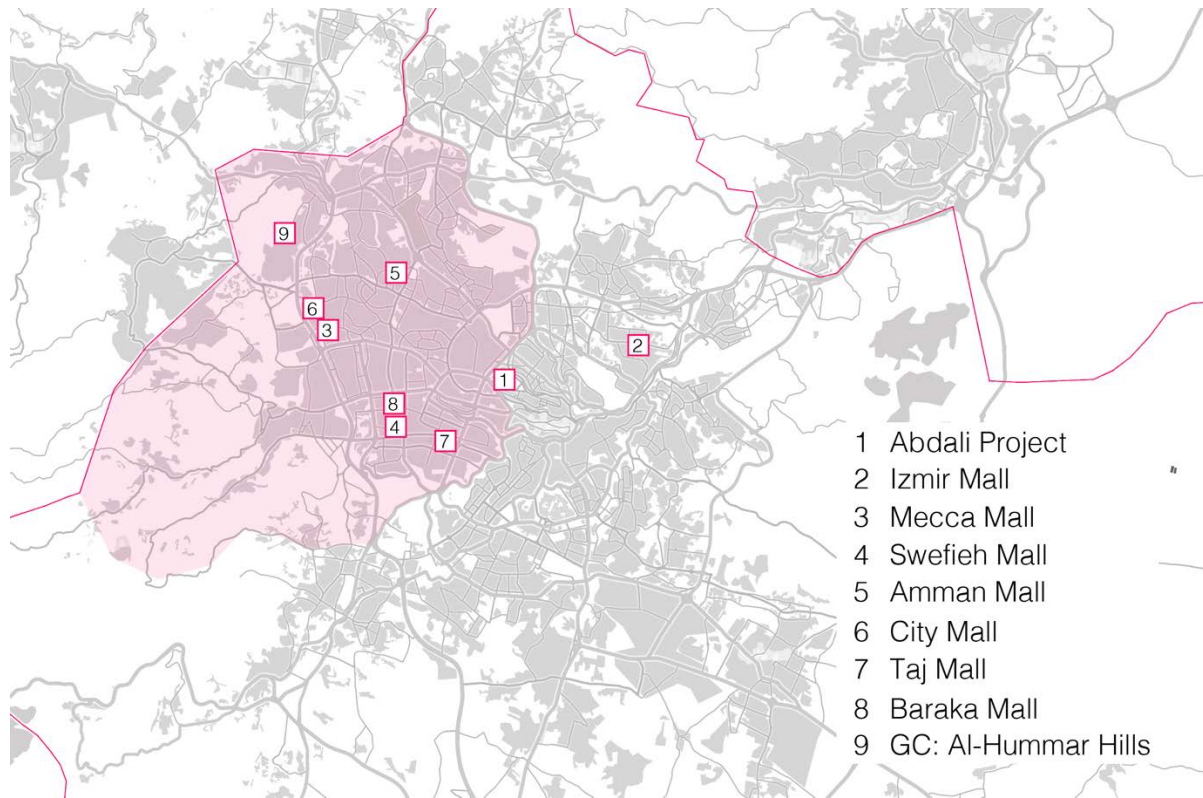 9
5
6
3
2
1
8
4
7
1 Abdali Project
2 Izmir Mall
3 Mecca Mall
4 Swefieh Mall
5 Amman Mall
6 City Mall
7 Taj Mall
8 Baraka Mall
9 GC: Al-Hummar Hills